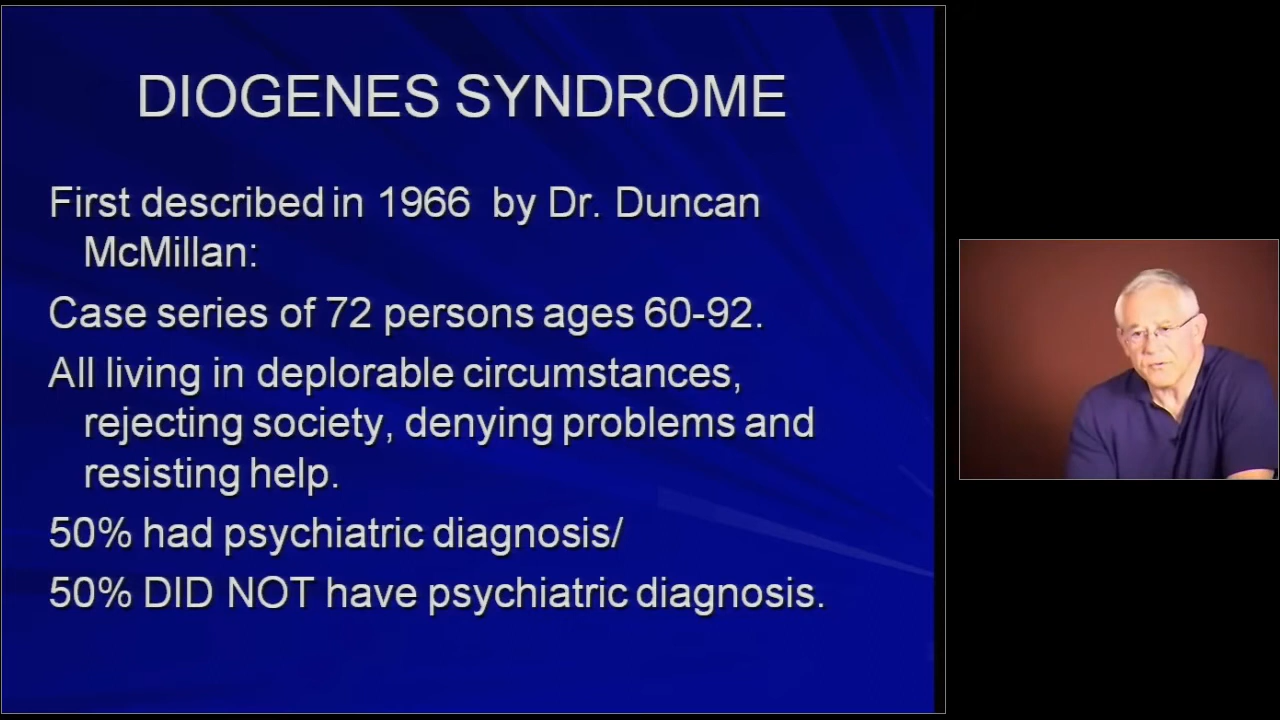 DIOGENES SYNDROME
First described in 1966 by Dr. Duncan
McMillan:
Case series of 72 persons ages 60-92.
All living in deplorable circumstances,
rejecting society, denying problems and
resisting help.
50% had psychiatric diagnosis/
50% DID NOT have psychiatric diagnosis.